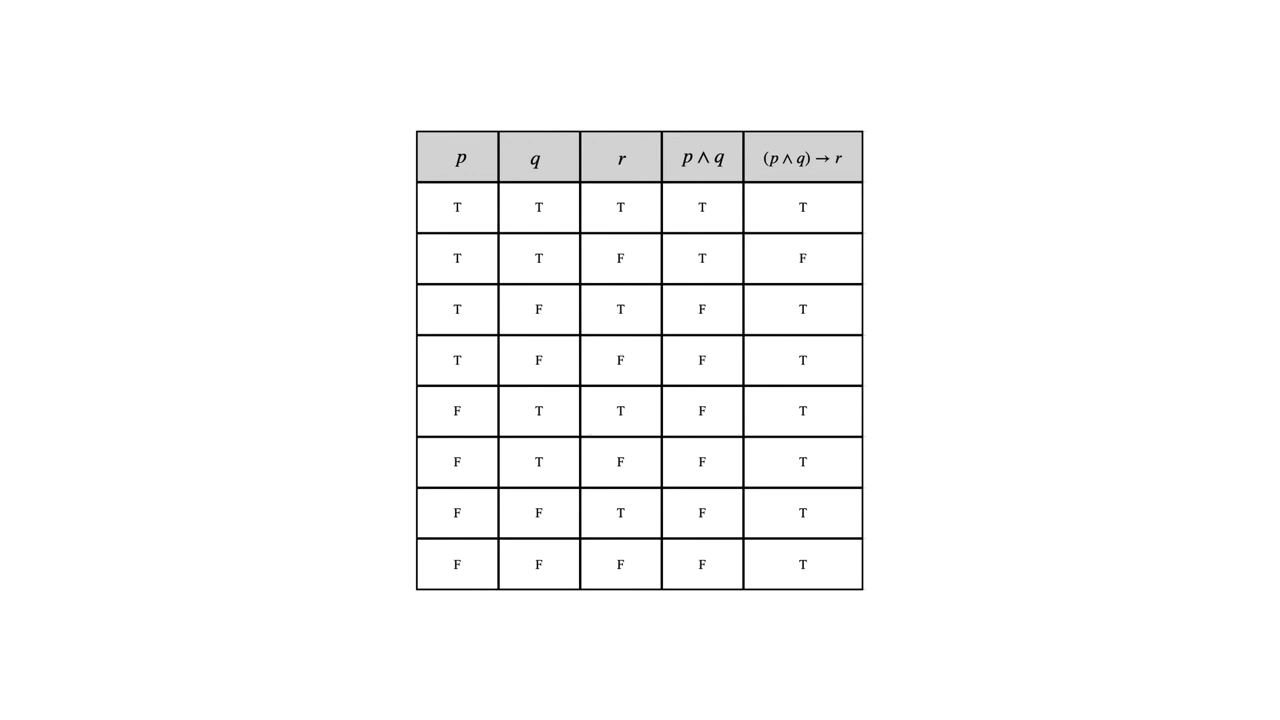 p q r p ∧ q (p ∧ q) → r
T T T T T
T T F T F
T F T F T
T F F F T
F T T F T
F T F F T
F F T F T
F F F F T